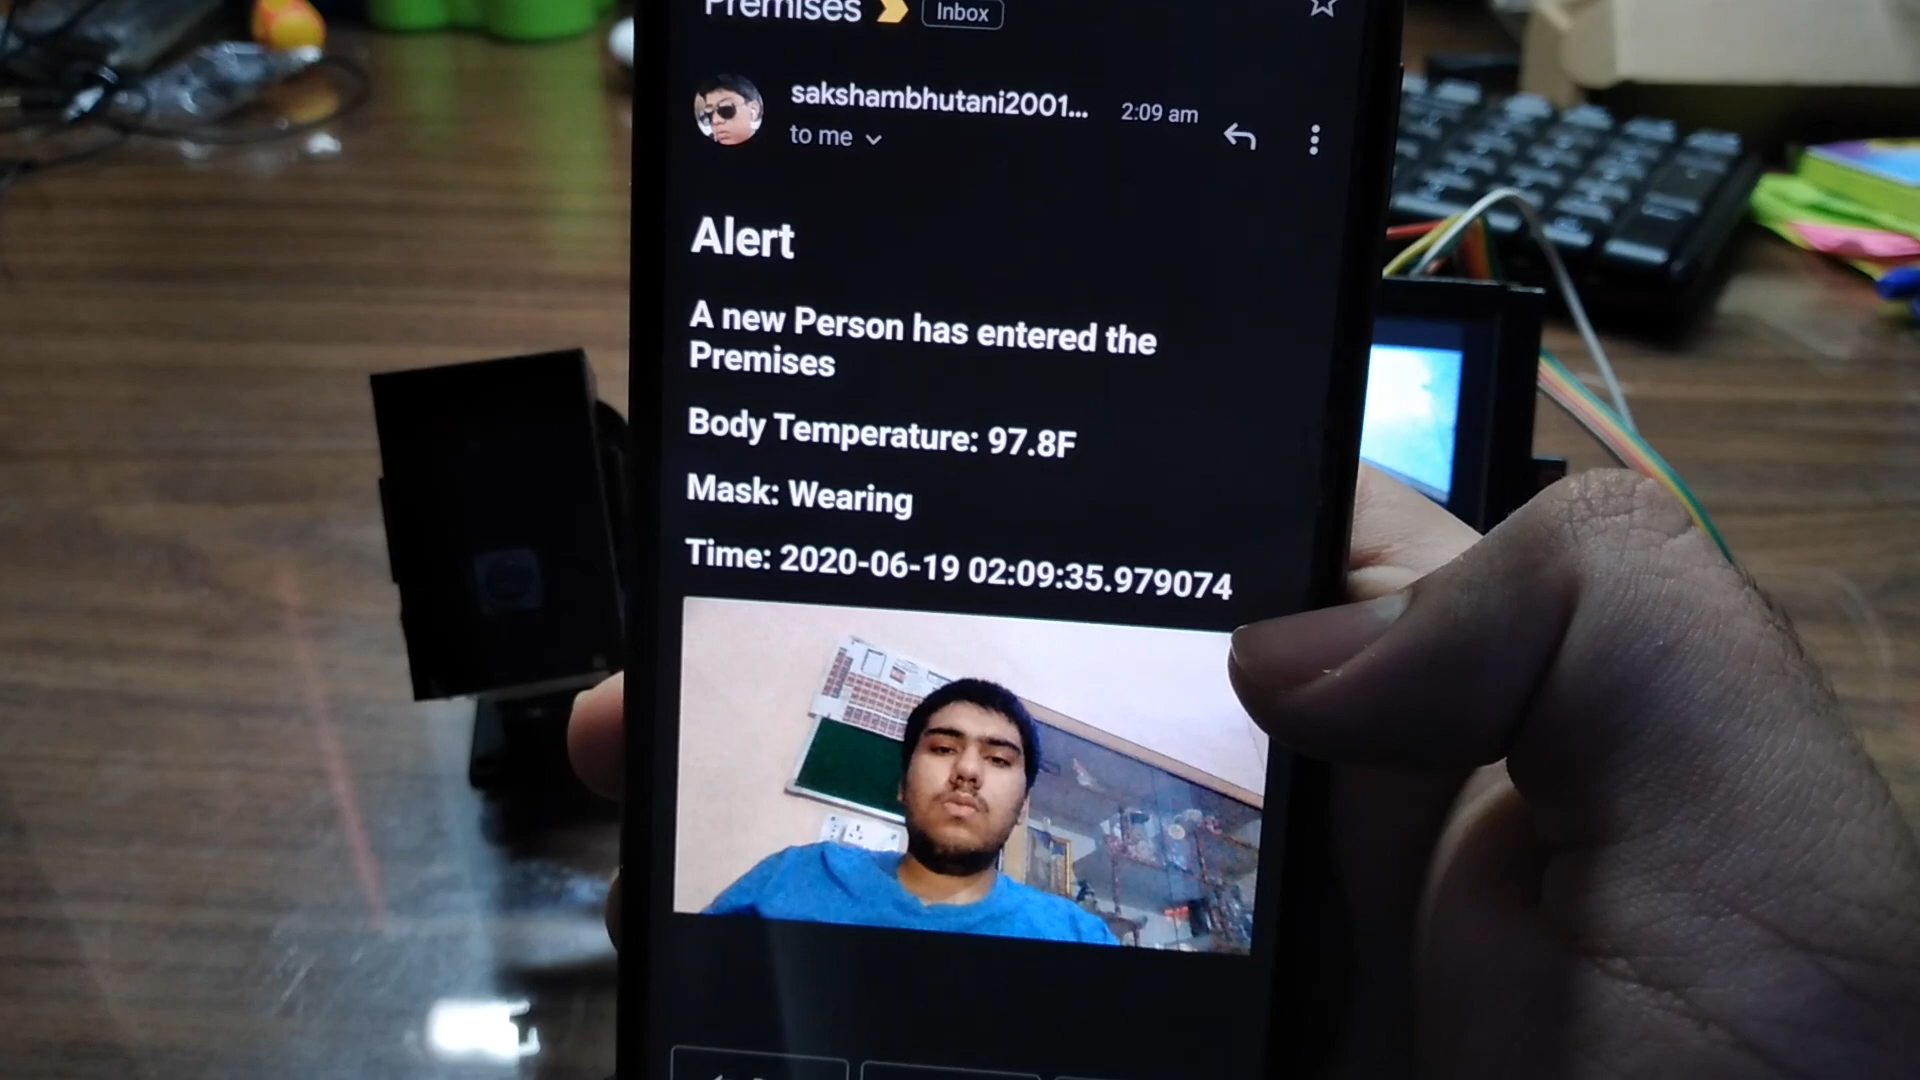 Premises
Inbox
sakshambhutani2001... 2:09 am
to me
Alert
A new Person has entered the
Premises
Body Temperature: 97.8F
Mask: Wearing
Time: 2020-06-19 02:09:35.979074